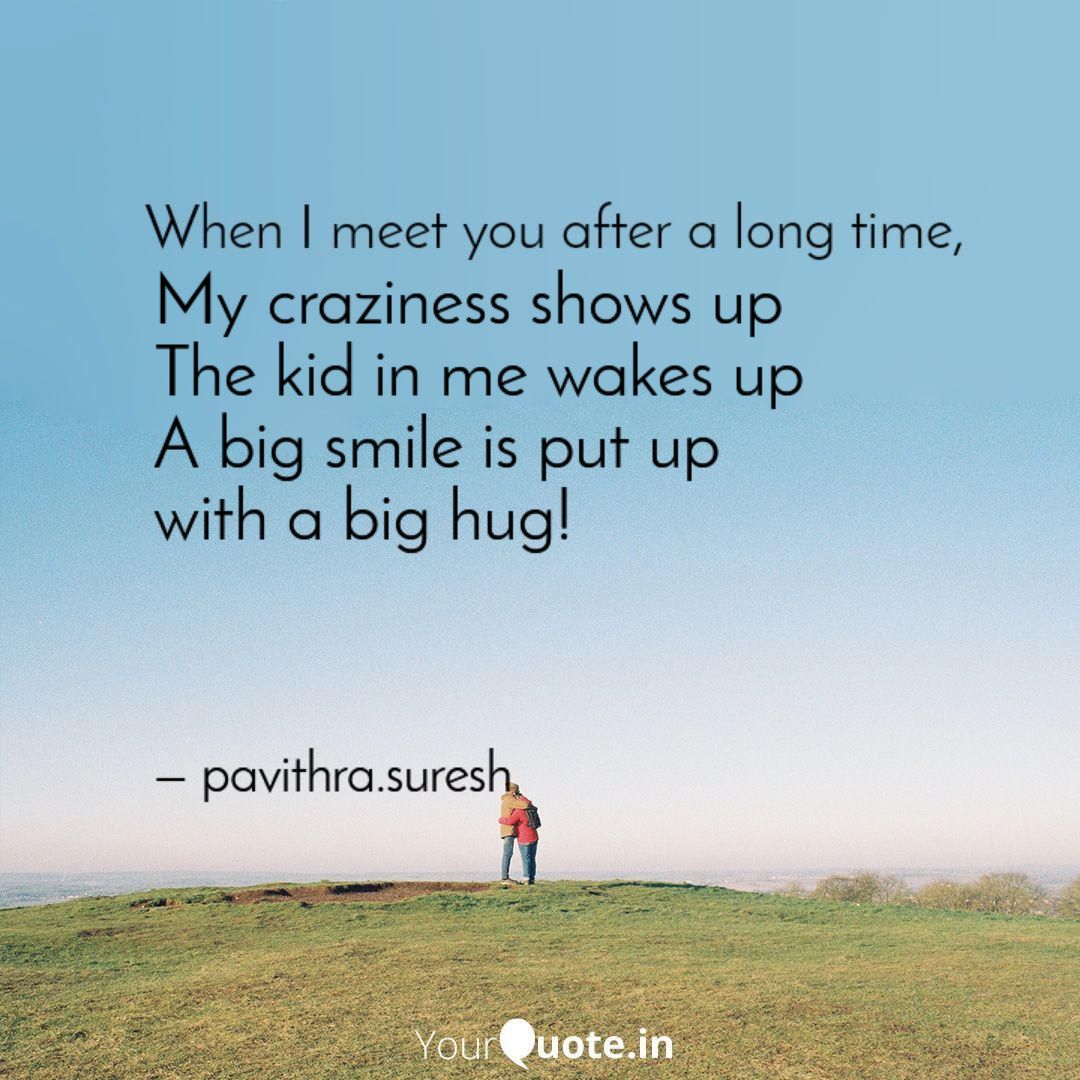 When I meet you after a long time,
My craziness shows up
The kid in me wakes up
A big smile is put up
with a big hug!
— pavithra.suresh
YourQuote.in